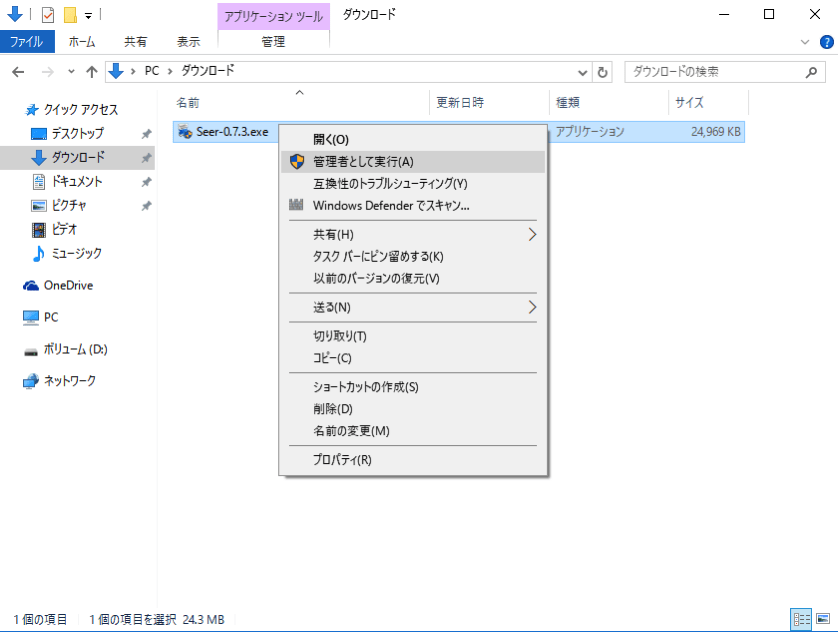 アプリケーション ツール
ダウンロード
ファイル ホーム 共有 表示 管理
PC ダウンロード
ダウンロードの検索
名前 更新日時 種類 サイズ
クイック アクセス
デスクトップ
ダウンロード
ドキュメント
ピクチャ
ビデオ
ミュージック
OneDrive
PC
ボリューム (D:)
ネットワーク
Seer-0.7.3.exe アプリケーション 24,969 KB
開く(O)
管理者として実行(A)
互換性のトラブルシューティング(Y)
Windows Defender でスキャン...
共有(H)
タスク バーにピン留めする(K)
以前のバージョンの復元(V)
送る(N)
切り取り(T)
コピー(C)
ショートカットの作成(S)
削除(D)
名前の変更(M)
プロパティ(R)
1 個の項目 1 個の項目を選択 24.3 MB